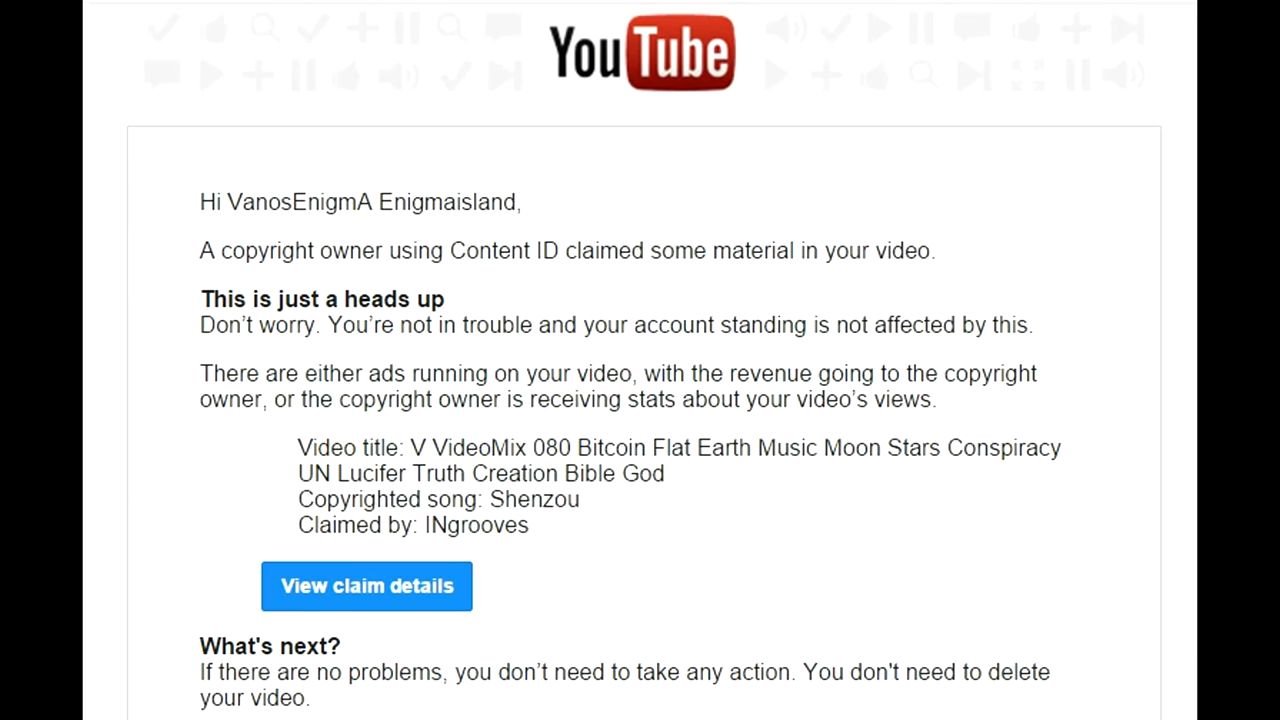 YouTube
Hi VanosEnigmA Enigmaisland,
A copyright owner using Content ID claimed some material in your video.
This is just a heads up
Don’t worry. You’re not in trouble and your account standing is not affected by this.
There are either ads running on your video, with the revenue going to the copyright
owner, or the copyright owner is receiving stats about your video’s views.
Video title: V VideoMix 080 Bitcoin Flat Earth Music Moon Stars Conspiracy
UN Lucifer Truth Creation Bible God
Copyrighted song: Shenzou
Claimed by: INgrooves
View claim details
What's next?
If there are no problems, you don’t need to take any action. You don't need to delete
your video.